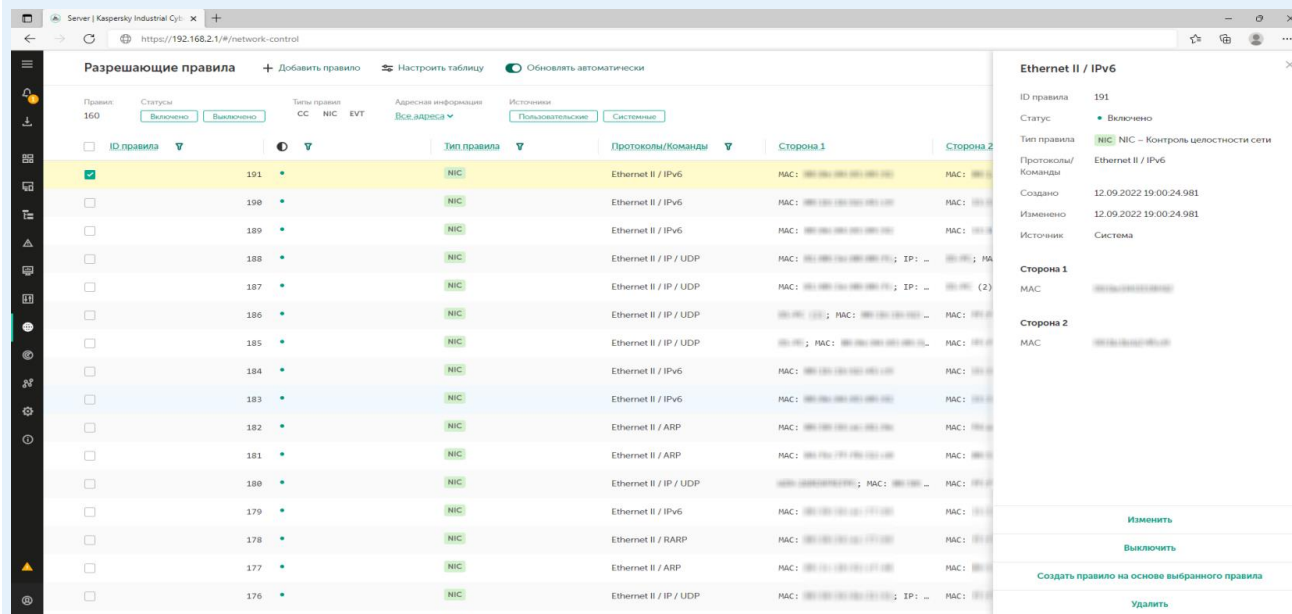 Server | Kaspersky Industrial Cyb
https://192.168.2.1/#/network-control
Разрешающие правила + Добавить правило Настроить таблицу Обновлять автоматически
Правил Статусы Типы правил Адресная информация Источники
160 Включено Выключено CC NIC EVT Все адреса Пользовательские Системные
ID правила Тип правила Протоколы/Команды Сторона 1 Сторона 2
191 NIC Ethernet II / IPv6 MAC: MAC:
190 NIC Ethernet II / IPv6 MAC: MAC:
189 NIC Ethernet II / IPv6 MAC: MAC:
188 NIC Ethernet II / IP / UDP MAC: ; IP: … ; MA
187 NIC Ethernet II / IP / UDP MAC: ; IP: … (2)
186 NIC Ethernet II / IP / UDP ; MAC: … MAC:
185 NIC Ethernet II / IP / UDP ; MAC: … MAC:
184 NIC Ethernet II / IPv6 MAC: MAC:
183 NIC Ethernet II / IPv6 MAC: MAC:
182 NIC Ethernet II / ARP MAC: MAC:
181 NIC Ethernet II / ARP MAC: MAC:
180 NIC Ethernet II / IP / UDP ; MAC: … MAC:
179 NIC Ethernet II / IPv6 MAC: MAC:
178 NIC Ethernet II / RARP MAC: MAC:
177 NIC Ethernet II / ARP MAC: MAC:
176 NIC Ethernet II / IP / UDP MAC: ; IP: … MAC:
Ethernet II / IPv6
ID правила 191
Статус • Включено
Тип правила NIC NIC – Контроль целостности сети
Протоколы/ Ethernet II / IPv6
Команды
Создано 12.09.2022 19:00:24.981
Изменено 12.09.2022 19:00:24.981
Источник Система
Сторона 1
MAC
Сторона 2
MAC
Изменить
Выключить
Создать правило на основе выбранного правила
Удалить